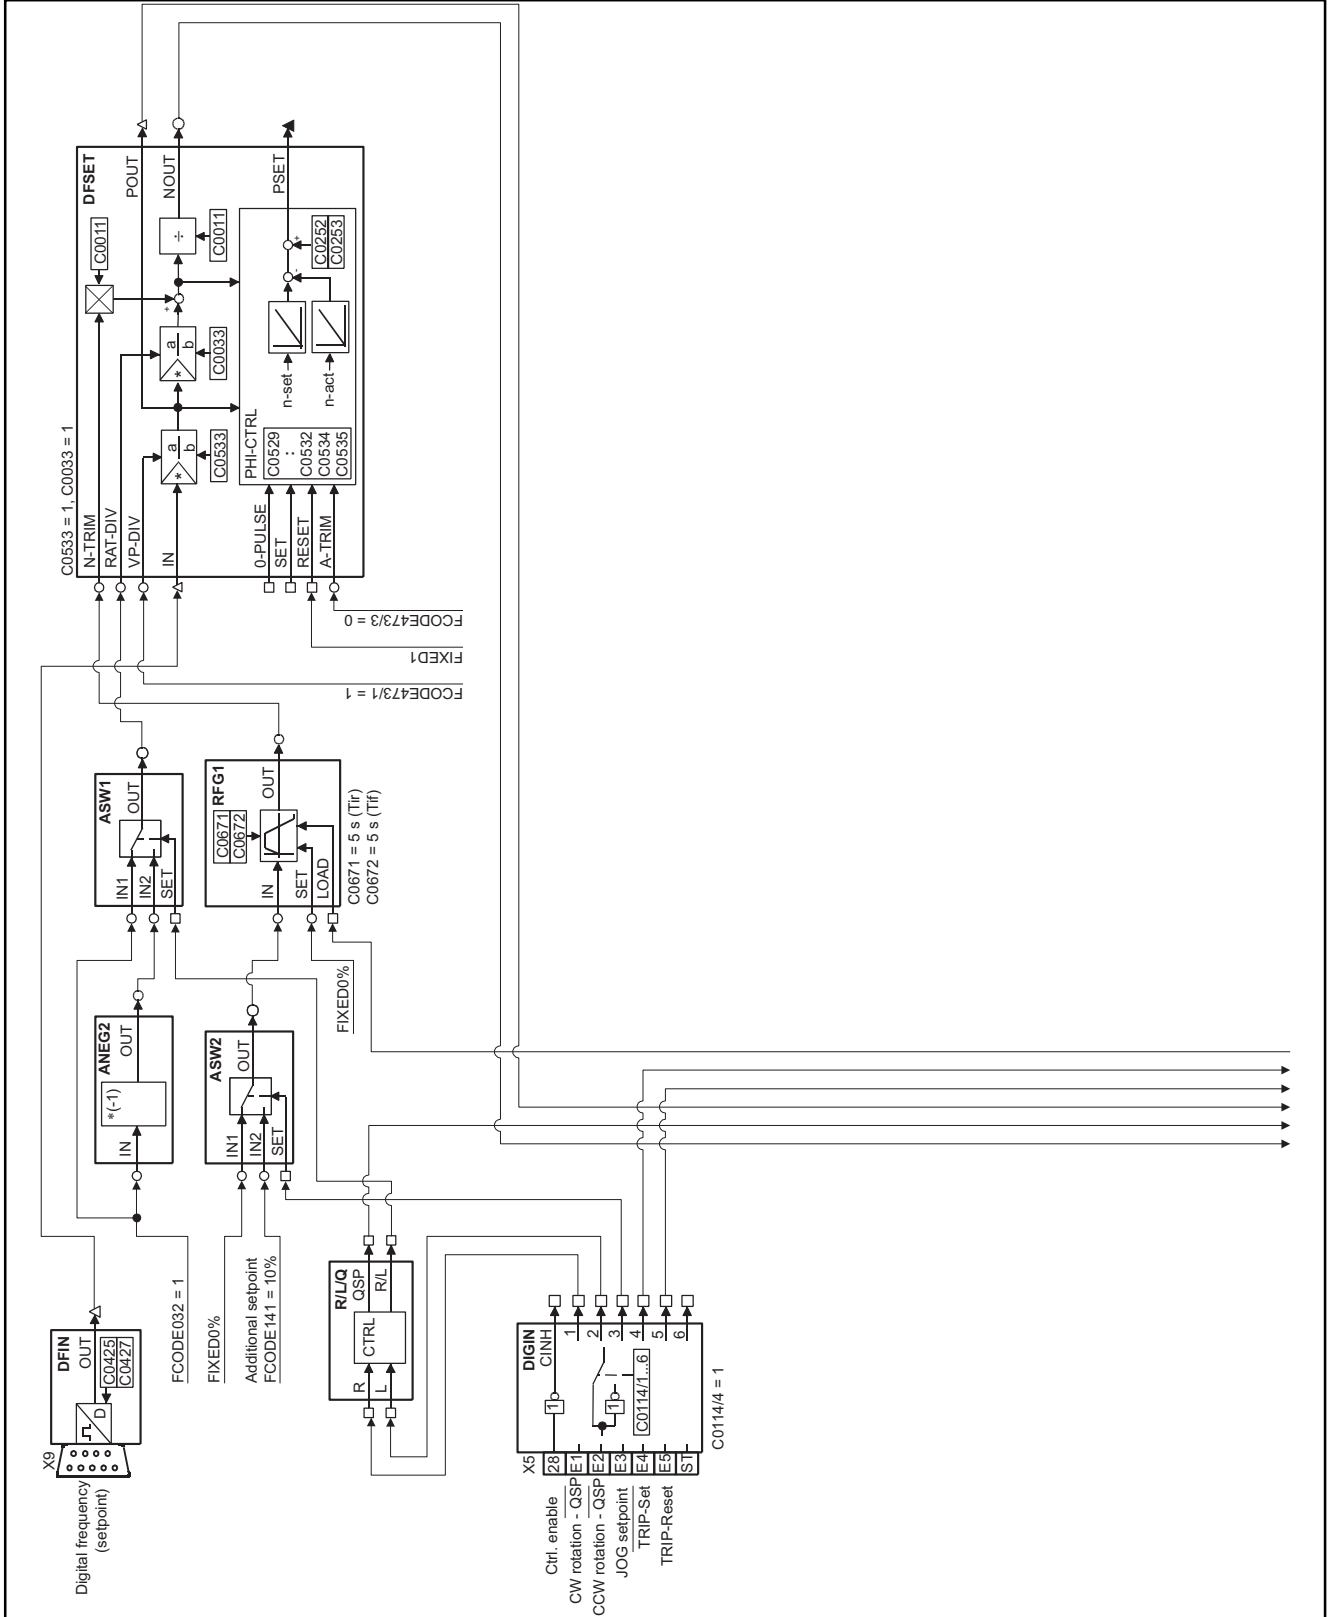 X9
DFIN
OUT
C0425
C0427
D
Digital frequency
(setpoint)
FCODE032 = 1
FIXED0%
Additional setpoint
FCODE141 = 10%
ANEG2
*(-1)
IN
OUT
ASW1
IN1
IN2
SET
OUT
ASW2
IN1
IN2
SET
OUT
RFG1
C0671
C0672
IN
SET
LOAD
OUT
C0671 = 5 s (Tir)
C0672 = 5 s (Tif)
FIXED0%
R/L/Q
R
L
CTRL
QSP
R/L
DIGIN
CINH
1
1
C0114/1...6
1
2
3
4
5
6
C0114/4 = 1
X5
28
E1
E2
E3
E4
E5
ST
Ctrl. enable
CW rotation - QSP
CCW rotation - QSP
JOG setpoint
TRIP-Set
TRIP-Reset
C0533 = 1, C0033 = 1
DFSET
N-TRIM
RAT-DIV
VP-DIV
IN
0-PULSE
SET
RESET
A-TRIM
*
a
b
C0533
*
a
b
C0033
C0011
+
÷
C0011
POUT
NOUT
PSET
PHI-CTRL
C0529
:
C0532
C0534
C0535
n-set
n-act
-
+
C0252
C0253
FCODE473/3 = 0
FIXED1
FCODE473/1 = 1